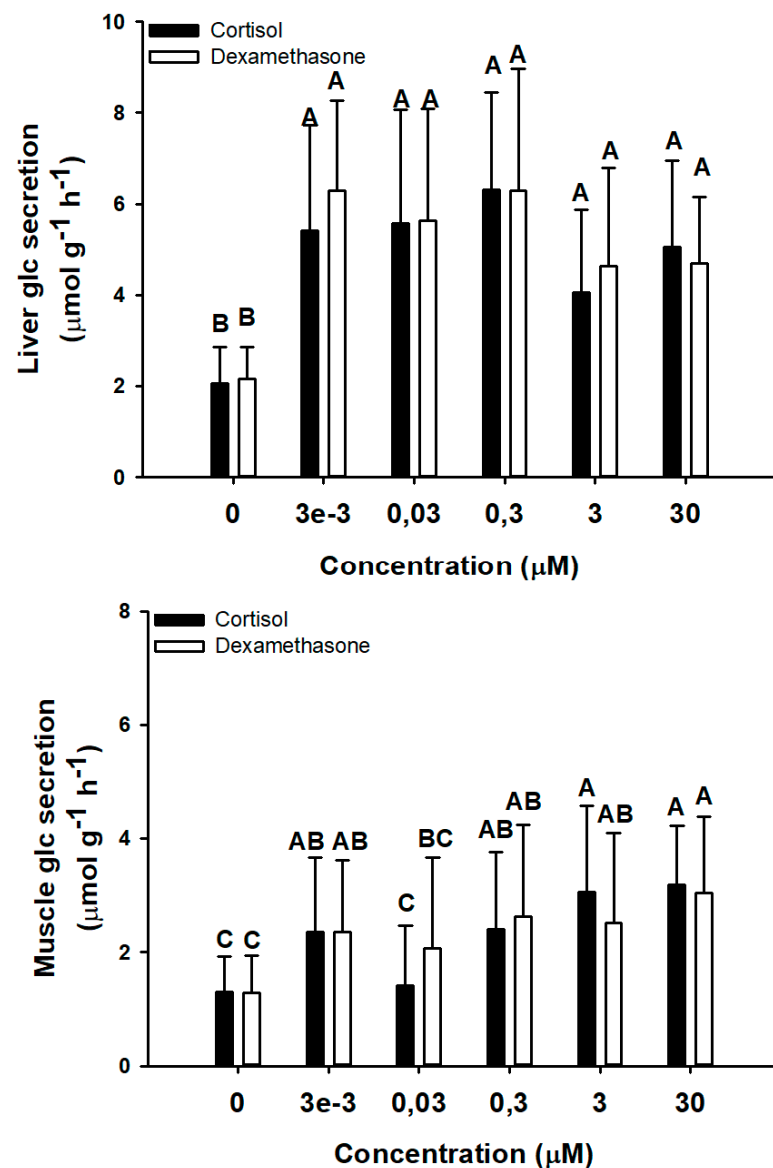 10
8
6
4
2
0
Liver glc secretion
(μmol g-1 h-1)
Cortisol
Dexamethasone
B B A A A A A A A A A A
0 3e-3 0,03 0,3 3 30
Concentration (μM)
8
6
4
2
0
Muscle glc secretion
(μmol g-1 h-1)
Cortisol
Dexamethasone
C C AB AB C BC AB AB A AB A A
0 3e-3 0,03 0,3 3 30
Concentration (μM)